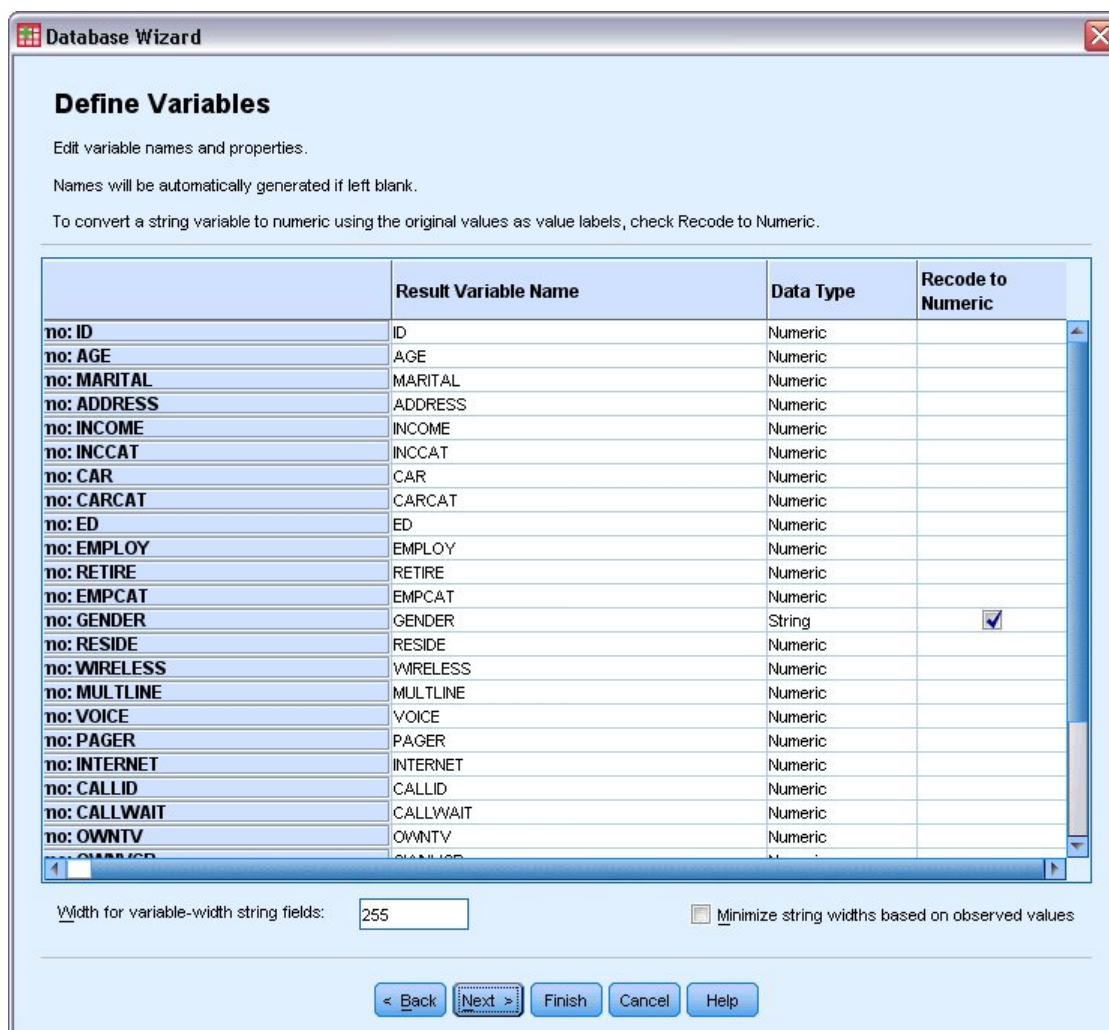 Database Wizard
Define Variables
Edit variable names and properties.
Names will be automatically generated if left blank.
To convert a string variable to numeric using the original values as value labels, check Recode to Numeric.
Result Variable Name Data Type Recode to Numeric
no: ID ID Numeric
no: AGE AGE Numeric
no: MARITAL MARITAL Numeric
no: ADDRESS ADDRESS Numeric
no: INCOME INCOME Numeric
no: INCCAT INCCAT Numeric
no: CAR CAR Numeric
no: CARCAT CARCAT Numeric
no: ED ED Numeric
no: EMPLOY EMPLOY Numeric
no: RETIRE RETIRE Numeric
no: EMPCAT EMPCAT Numeric
no: GENDER GENDER String
no: RESIDE RESIDE Numeric
no: WIRELESS WIRELESS Numeric
no: MULTLINE MULTLINE Numeric
no: VOICE VOICE Numeric
no: PAGER PAGER Numeric
no: INTERNET INTERNET Numeric
no: CALLID CALLID Numeric
no: CALLWAIT CALLWAIT Numeric
no: OWNTV OWNTV Numeric
Width for variable-width string fields: 255 Minimize string widths based on observed values
< Back Next > Finish Cancel Help